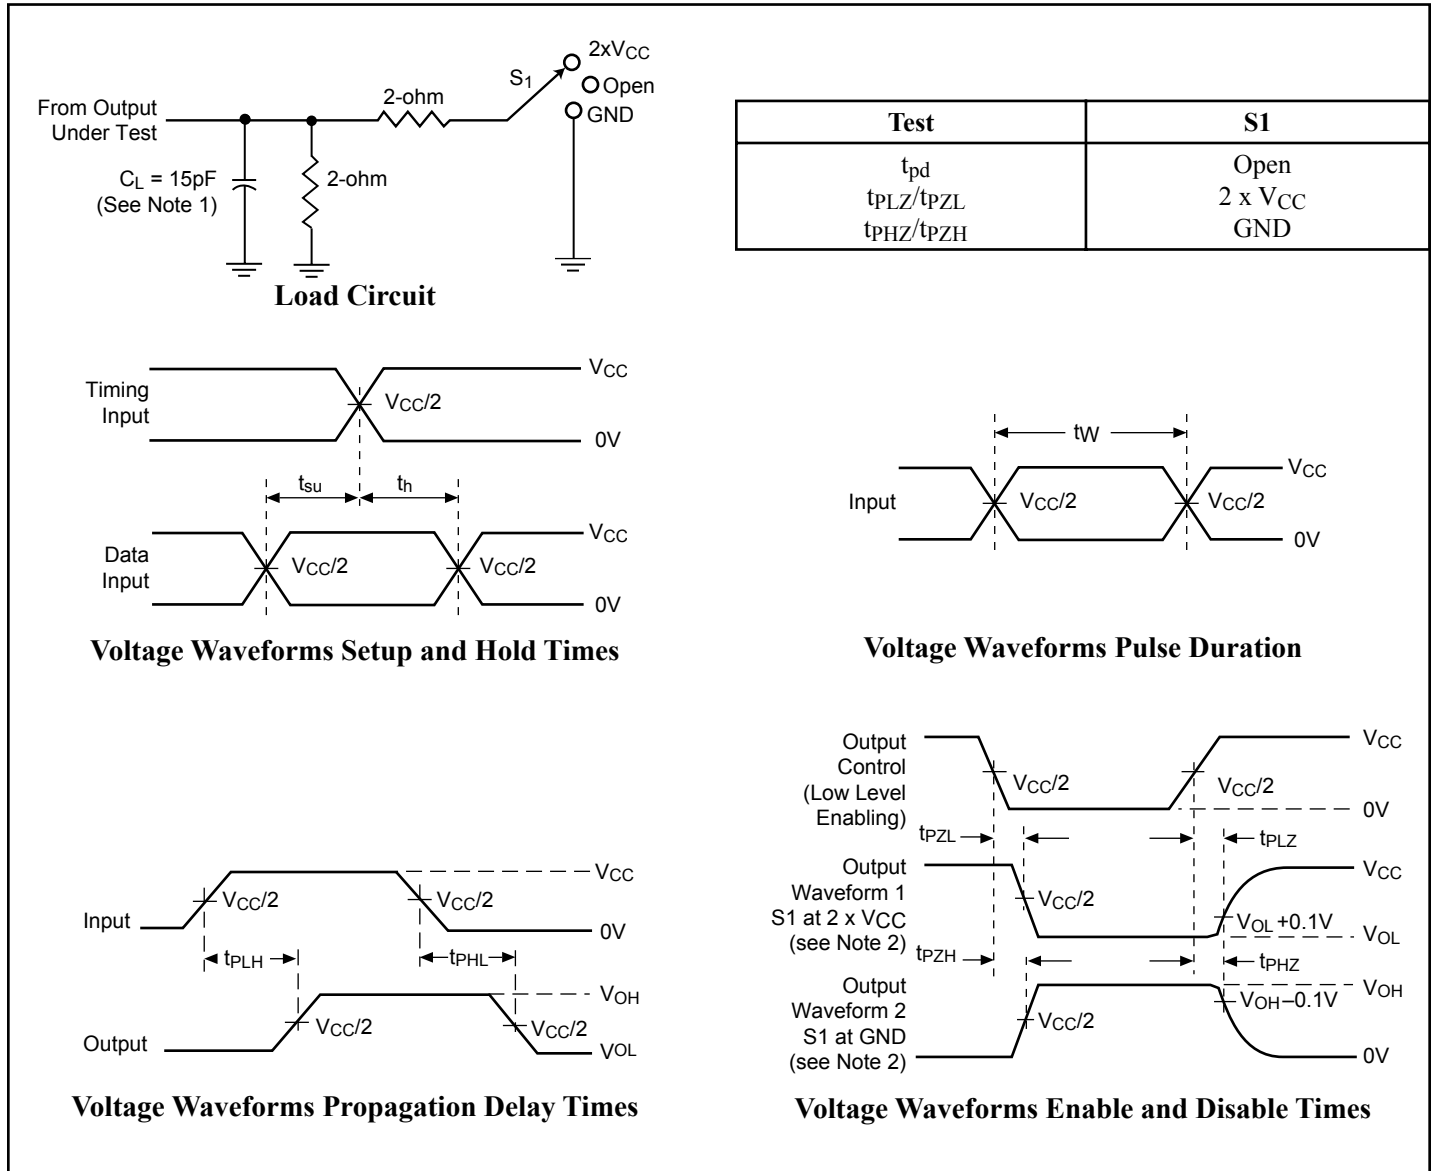 2xVCC
S1
Open
2-ohm
GND
From Output
Under Test
CL = 15pF
(See Note 1)
2-ohm
Load Circuit
Test S1
tpd Open
tPLZ/tPZL 2 x VCC
tPHZ/tPZH GND
Timing
Input
VCC
VCC/2
0V
tsu th
Data
Input
VCC
VCC/2 VCC/2
0V
Voltage Waveforms Setup and Hold Times
tW
Input
VCC
VCC/2 VCC/2
0V
Voltage Waveforms Pulse Duration
Input
VCC
VCC/2 VCC/2
0V
tPLH tPHL
Output
VOH
VCC/2 VCC/2
VOL
Voltage Waveforms Propagation Delay Times
Output
Control
(Low Level
Enabling)
VCC
VCC/2 VCC/2
0V
tPZL tPLZ
Output
Waveform 1
S1 at 2 x VCC
(see Note 2)
VCC
VCC/2
VOL+0.1V
VOL
tPZH tPHZ
Output
Waveform 2
S1 at GND
(see Note 2)
VOH
VOH–0.1V
VCC/2
0V
Voltage Waveforms Enable and Disable Times